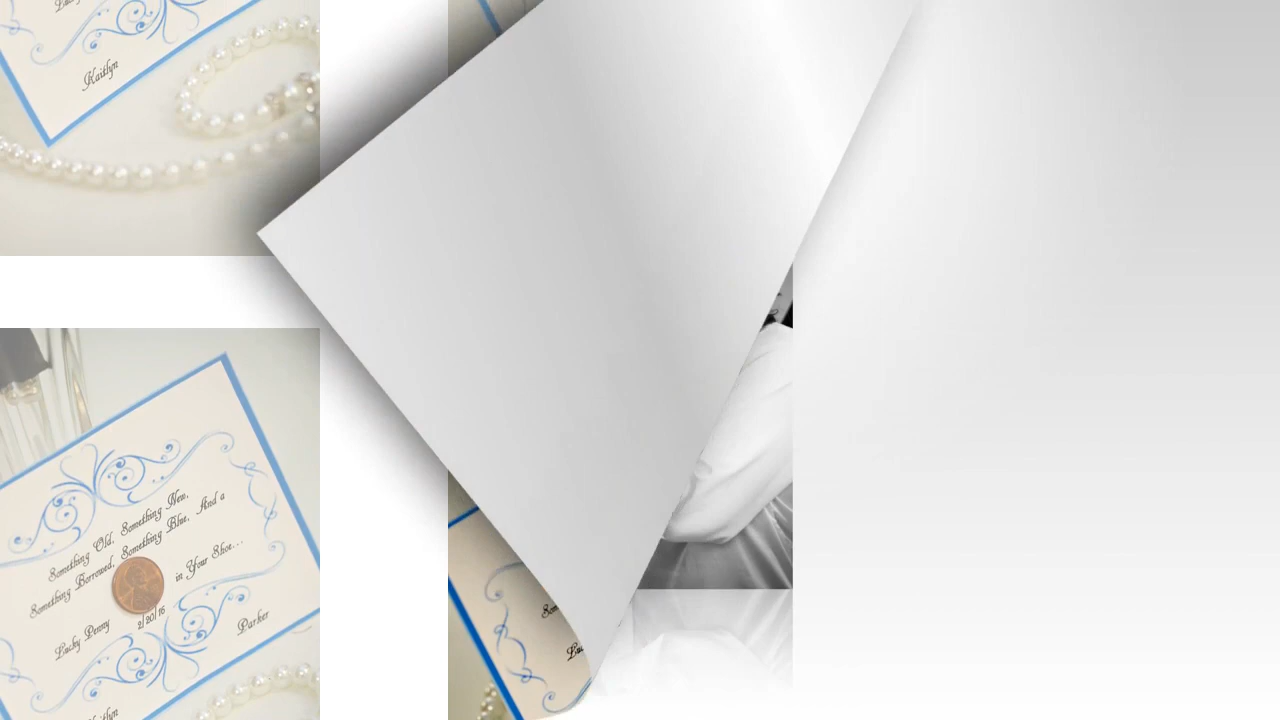 Lucky
Kaitlyn
Something Old, Something New,
Something Borrowed, Something Blue, And a
in Your Shoe...
Lucky Penny
2/20/16
Parker
Kaitlyn